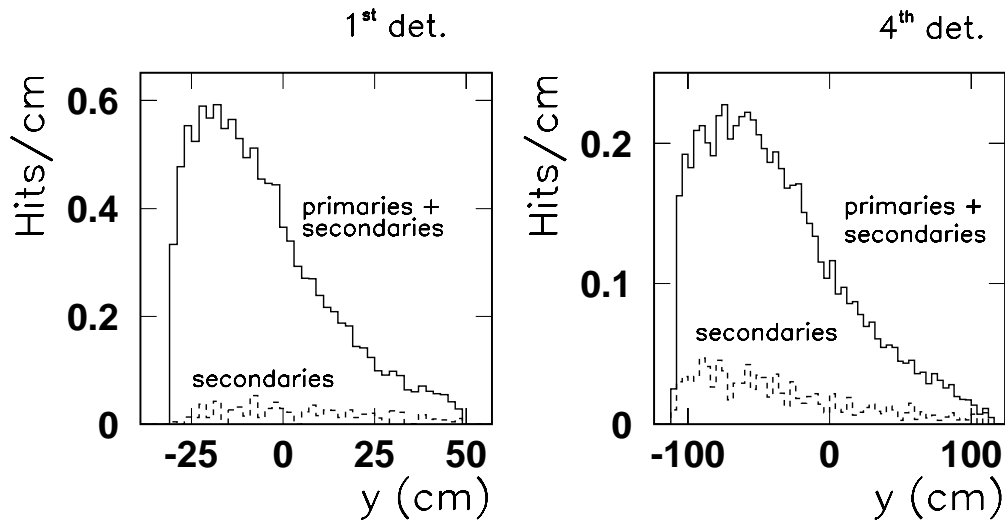 1st det.
Hits/cm
0.6
0.4
0.2
0
primaries +
secondaries
secondaries
-25 0 25 50
y (cm)
4th det.
Hits/cm
0.2
0.1
0
primaries +
secondaries
secondaries
-100 0 100
y (cm)